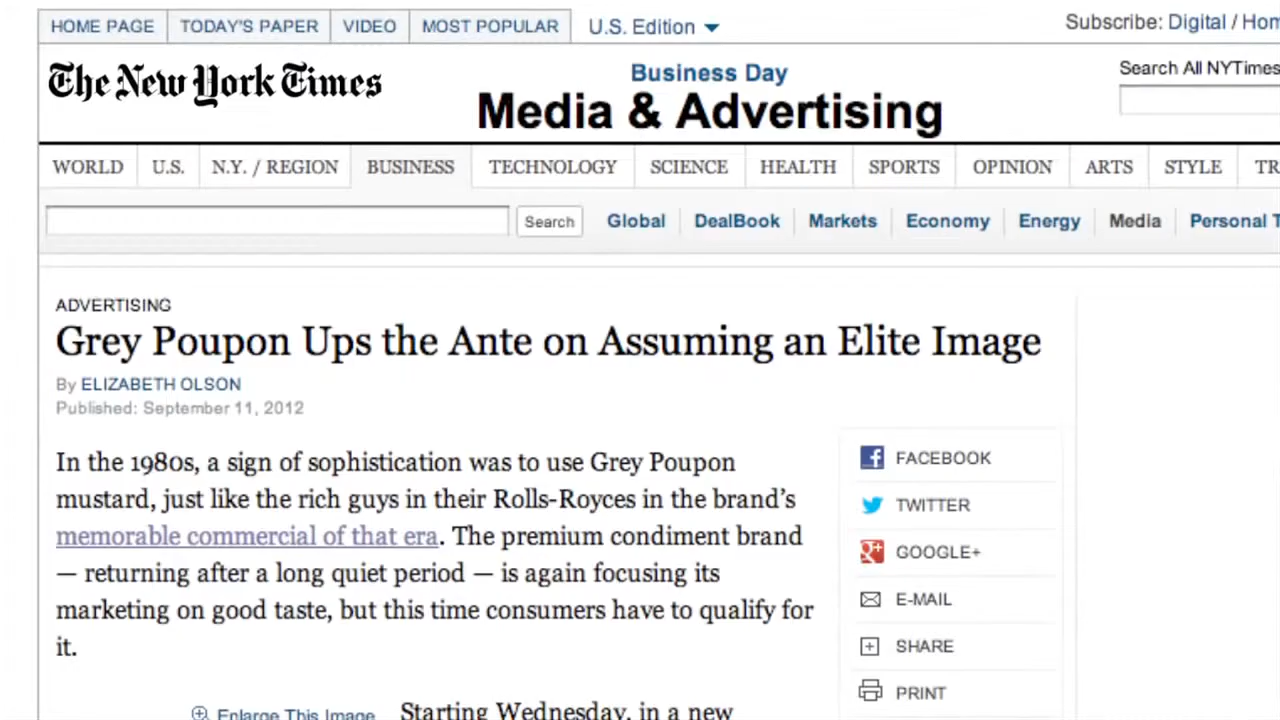 HOME PAGE TODAY'S PAPER VIDEO MOST POPULAR U.S. Edition
Subscribe: Digital / Hom
The New York Times
Business Day
Media & Advertising
Search All NYTimes
WORLD U.S. N.Y. / REGION BUSINESS TECHNOLOGY SCIENCE HEALTH SPORTS OPINION ARTS STYLE TR
Search Global DealBook Markets Economy Energy Media Personal T
ADVERTISING
Grey Poupon Ups the Ante on Assuming an Elite Image
By ELIZABETH OLSON
Published: September 11, 2012
In the 1980s, a sign of sophistication was to use Grey Poupon
mustard, just like the rich guys in their Rolls-Royces in the brand's
memorable commercial of that era. The premium condiment brand
— returning after a long quiet period — is again focusing its
marketing on good taste, but this time consumers have to qualify for
it.
Enlarge This Image
Starting Wednesday, in a new
FACEBOOK
TWITTER
GOOGLE+
E-MAIL
SHARE
PRINT